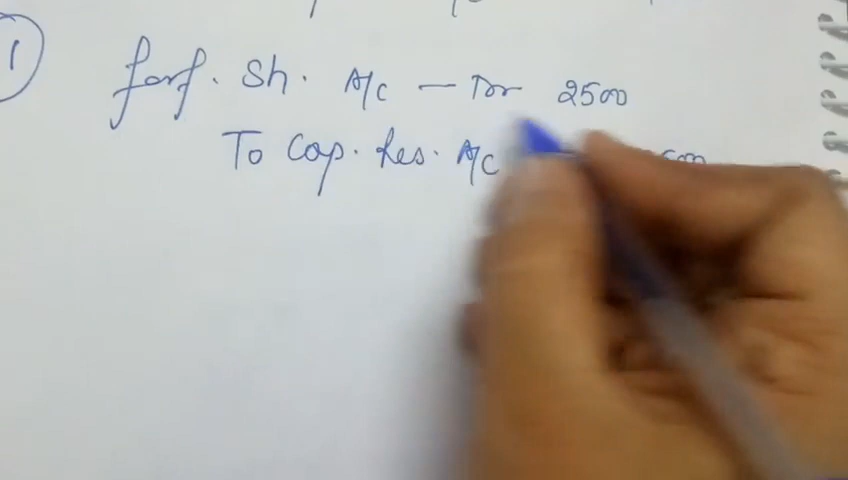 1
forf. Sh. A/c — Dr 2500
To Cap. Res. A/c